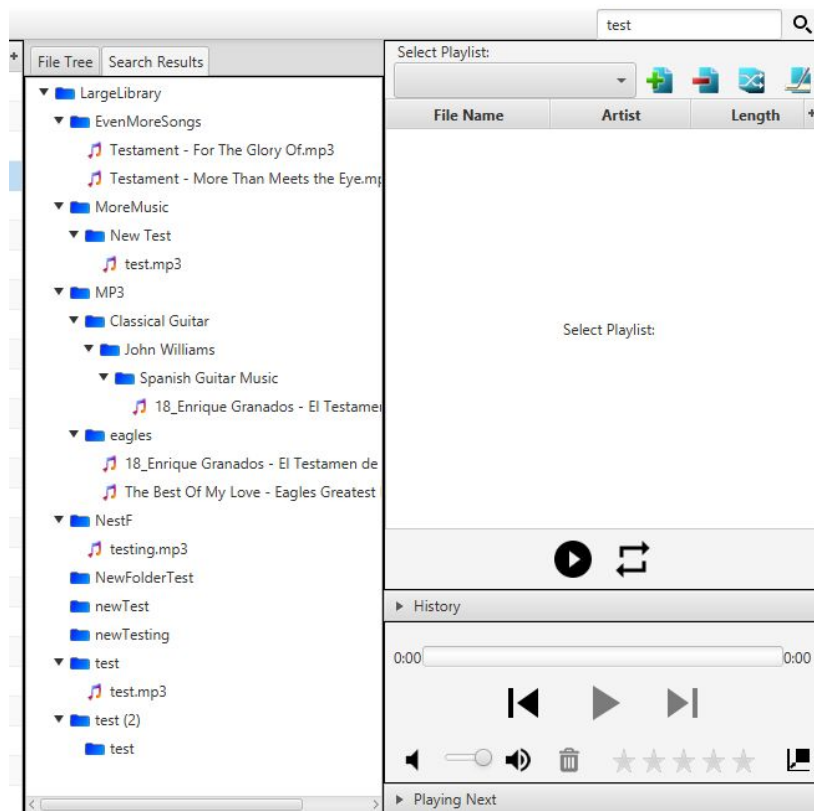 test
File Tree
Search Results
LargeLibrary
EvenMoreSongs
Testament - For The Glory Of.mp3
Testament - More Than Meets the Eye.mp
MoreMusic
New Test
test.mp3
MP3
Classical Guitar
John Williams
Spanish Guitar Music
18_Enrique Granados - El Testamen
eagles
18_Enrique Granados - El Testamen de
The Best Of My Love - Eagles Greatest
NestF
testing.mp3
NewFolderTest
newTest
newTesting
test
test.mp3
test (2)
test
Select Playlist:
File Name Artist Length +
Select Playlist:
History
0:00 0:00
Playing Next